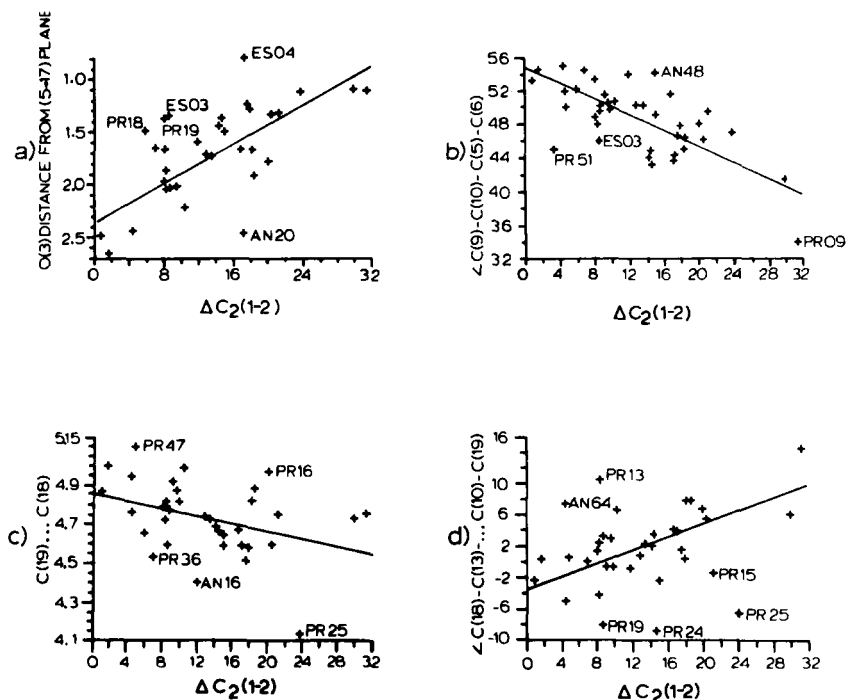 a)
O(3)DISTANCE FROM (5-17) PLANE
1.0
1.5
2.0
2.5
ES04
ES03
PR18
PR19
AN20
0 4 8 12 16 20 24 28 32
ΔC₂(1-2)
b)
∠C(9)-C(10)-C(5)-C(6)
56
52
48
44
40
36
32
AN48
ES03
PR51
PR09
0 4 8 12 16 20 24 28 32
ΔC₂(1-2)
c)
C(19)... C(18)
5.15
4.9
4.7
4.5
4.3
4.1
PR47
PR16
PR36
AN16
PR25
0 4 8 12 16 20 24 28 32
ΔC₂(1-2)
d)
∠C(18)-C(13)-... C(10)-C(19)
16
10
6
2
-2
-6
-10
PR13
AN64
PR15
PR25
PR19
PR24
0 4 8 12 16 20 24 28 32
ΔC₂(1-2)